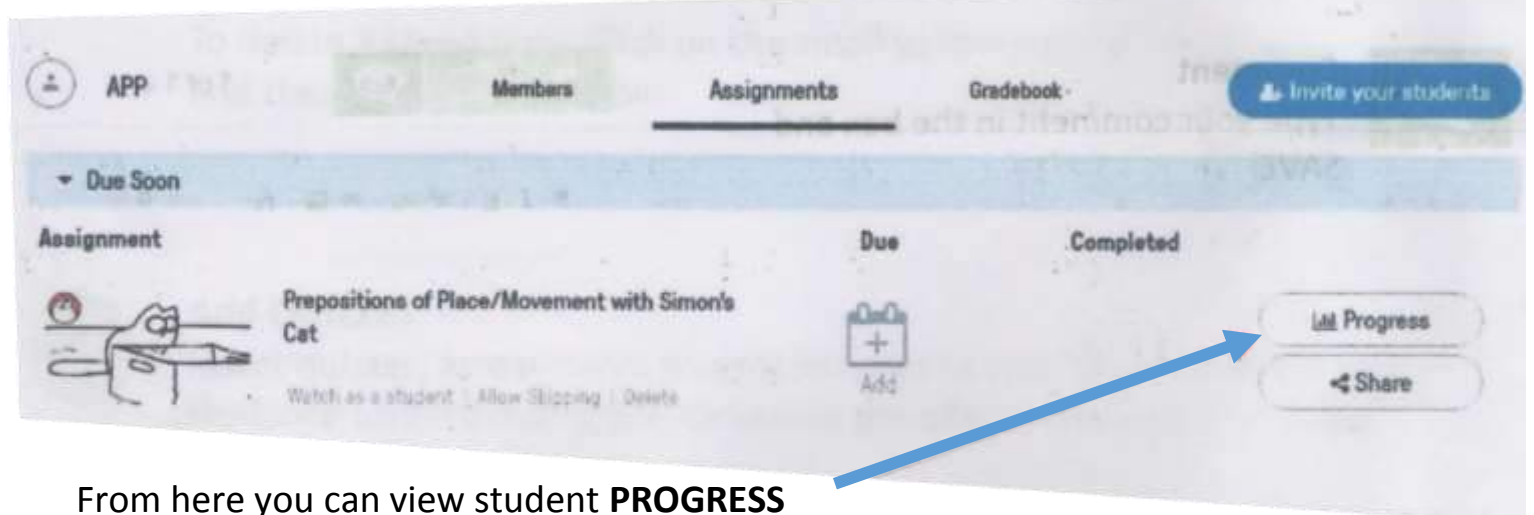 APP Members Assignments Gradebook Invite your students
Due Soon
Assignment Due Completed
Prepositions of Place/Movement with Simon's
Cat
Progress
Add
Share
Watch as a student | Allow Skipping | Delete
From here you can view student PROGRESS